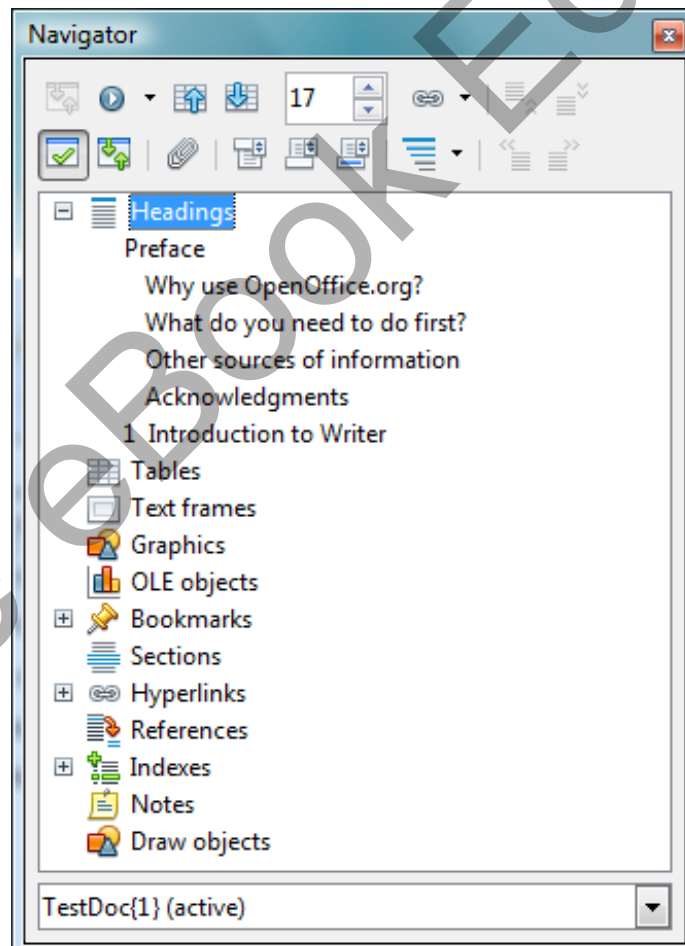 Navigator
17
Headings
Preface
Why use OpenOffice.org?
What do you need to do first?
Other sources of information
Acknowledgments
1 Introduction to Writer
Tables
Text frames
Graphics
OLE objects
Bookmarks
Sections
Hyperlinks
References
Indexes
Notes
Draw objects
TestDoc{1} (active)
eBook